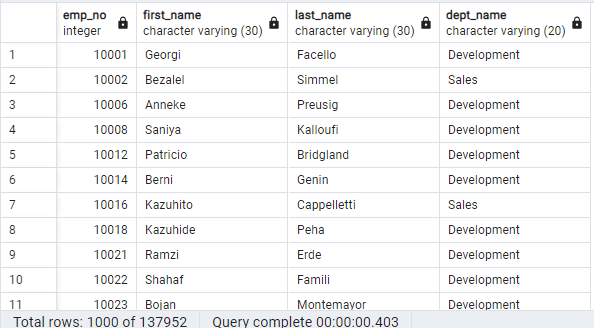 emp_no first_name last_name dept_name
integer character varying (30) character varying (30) character varying (20)
1 10001 Georgi Facello Development
2 10002 Bezalel Simmel Sales
3 10006 Anneke Preusig Development
4 10008 Saniya Kalloufi Development
5 10012 Patricio Bridgland Development
6 10014 Berni Genin Development
7 10016 Kazuhito Cappelletti Sales
8 10018 Kazuhide Peha Development
9 10021 Ramzi Erde Development
10 10022 Shahaf Famili Development
11 10023 Bojan Montemayor Development
Total rows: 1000 of 137952 Query complete 00:00:00.403